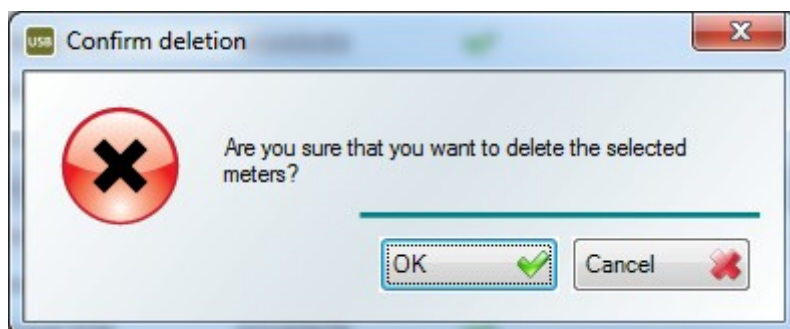 USB Confirm deletion
Are you sure that you want to delete the selected
meters?
OK Cancel